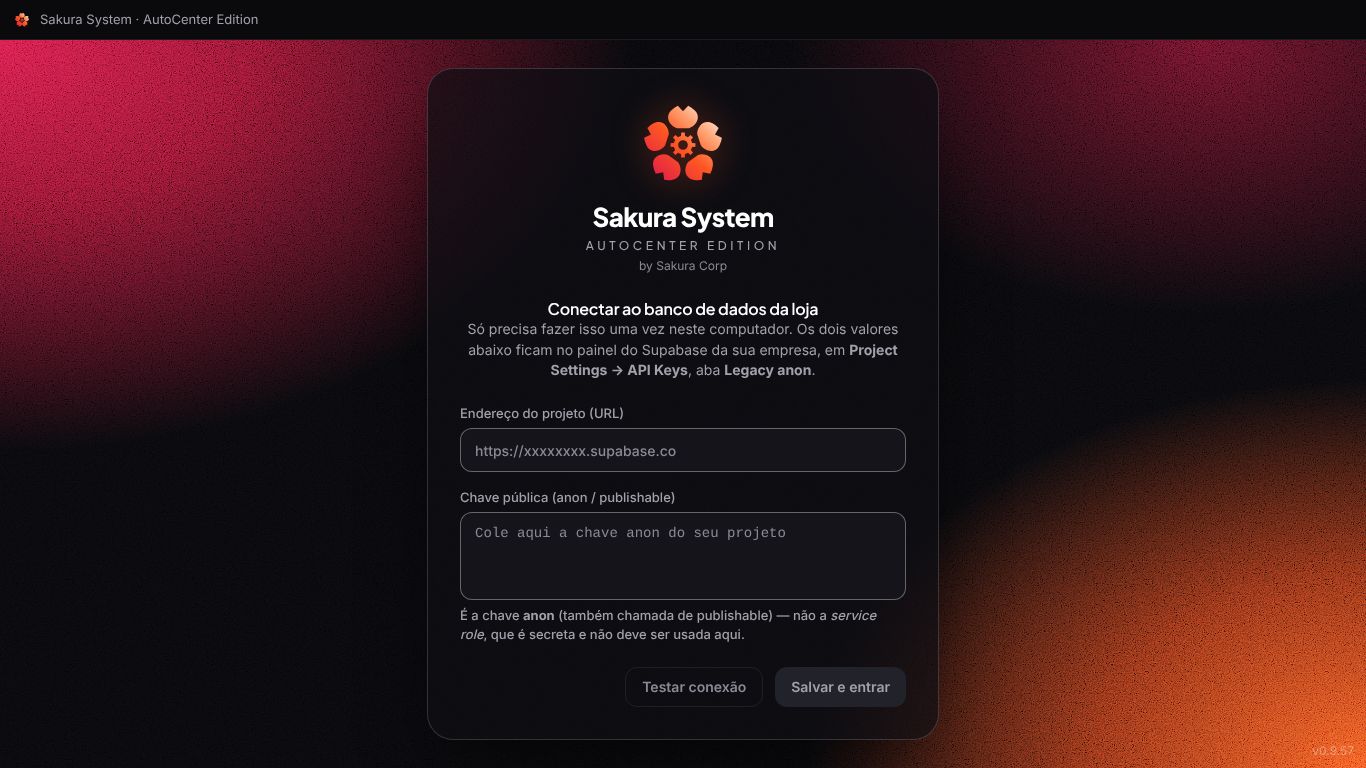 Sakura System · AutoCenter Edition
Sakura System
AUTOCENTER EDITION
by Sakura Corp
Conectar ao banco de dados da loja
Só precisa fazer isso uma vez neste computador. Os dois valores
abaixo ficam no painel do Supabase da sua empresa, em Project
Settings → API Keys, aba Legacy anon.
Endereço do projeto (URL)
https://xxxxxxxx.supabase.co
Chave pública (anon / publishable)
Cole aqui a chave anon do seu projeto
É a chave anon (também chamada de publishable) — não a service
role, que é secreta e não deve ser usada aqui.
Testar conexão
Salvar e entrar
v0.9.57